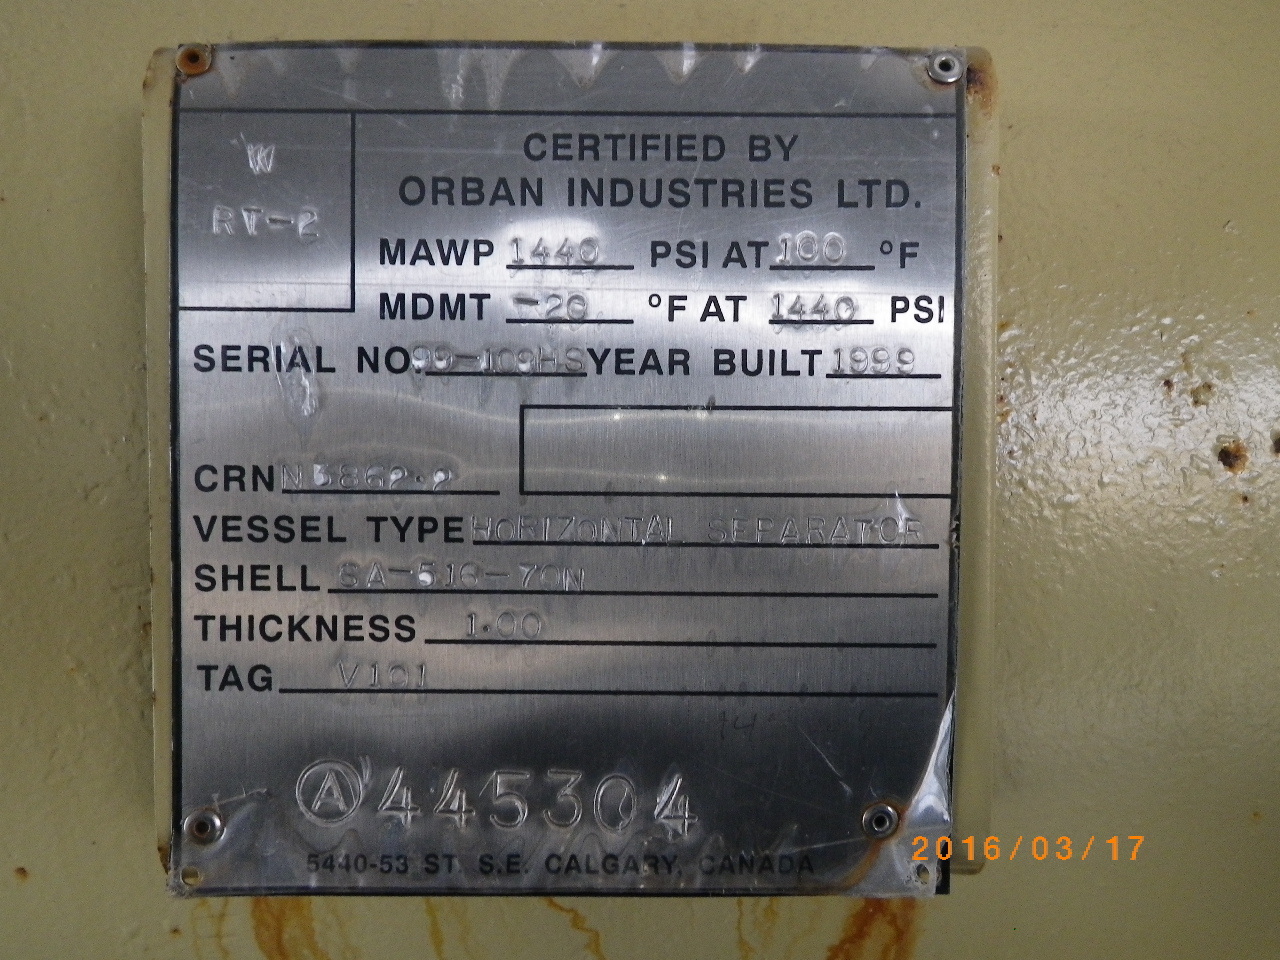 W
RT-2
CERTIFIED BY
ORBAN INDUSTRIES LTD.
MAWP 1440 PSI AT 100 °F
MDMT -20 °F AT 1440 PSI
SERIAL NO. 99-109HS YEAR BUILT 1999
CRN N3862.2
VESSEL TYPE HORIZONTAL SEPARATOR
SHELL SA-516-70N
THICKNESS 1.00
TAG V101
A 445304
5440-53 ST. S.E. CALGARY, CANADA
2016/03/17